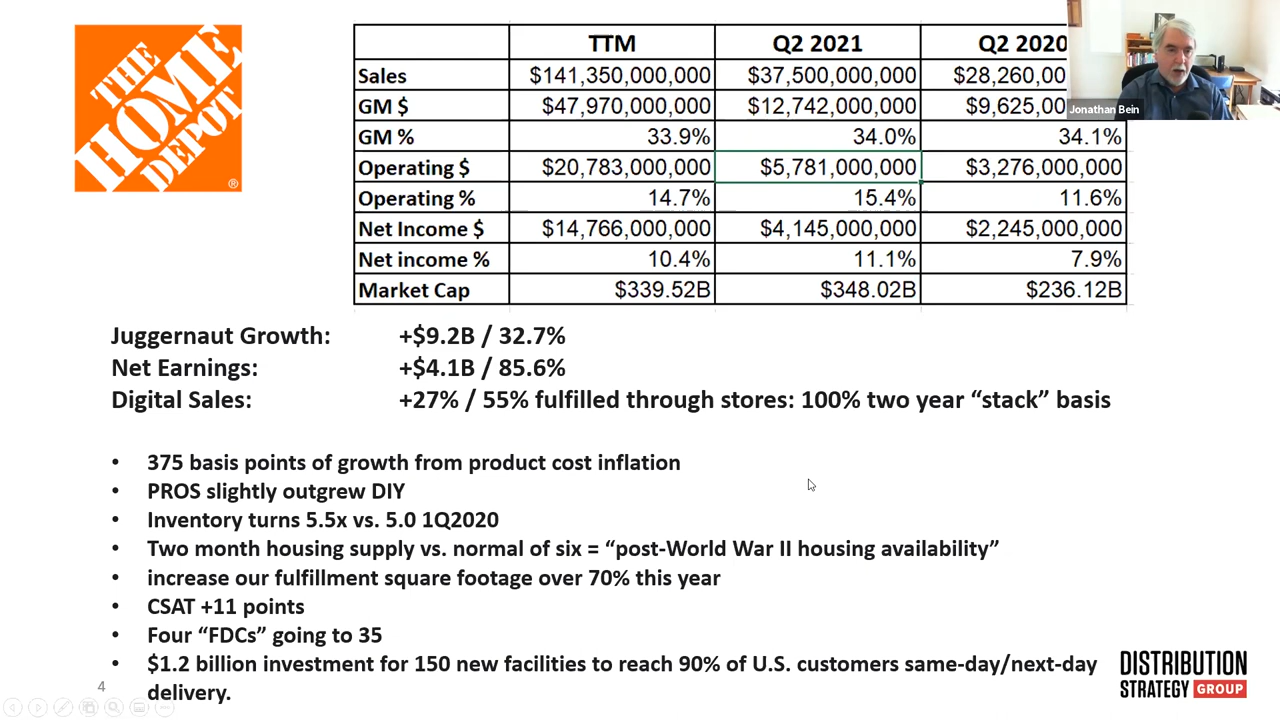 THE HOME DEPOT ®
TTM Q2 2021 Q2 2020
Sales $141,350,000,000 $37,500,000,000 $28,260,00
GM $ $47,970,000,000 $12,742,000,000 $9,625,00
Jonathan Bein
GM % 33.9% 34.0% 34.1%
Operating $ $20,783,000,000 $5,781,000,000 $3,276,000,000
Operating % 14.7% 15.4% 11.6%
Net Income $ $14,766,000,000 $4,145,000,000 $2,245,000,000
Net income % 10.4% 11.1% 7.9%
Market Cap $339.52B $348.02B $236.12B
Juggernaut Growth: +$9.2B / 32.7%
Net Earnings: +$4.1B / 85.6%
Digital Sales: +27% / 55% fulfilled through stores: 100% two year “stack” basis
• 375 basis points of growth from product cost inflation
• PROS slightly outgrew DIY
• Inventory turns 5.5x vs. 5.0 1Q2020
• Two month housing supply vs. normal of six = “post-World War II housing availability”
• increase our fulfillment square footage over 70% this year
• CSAT +11 points
• Four “FDCs” going to 35
• $1.2 billion investment for 150 new facilities to reach 90% of U.S. customers same-day/next-day
delivery.
4
DISTRIBUTION
STRATEGY GROUP